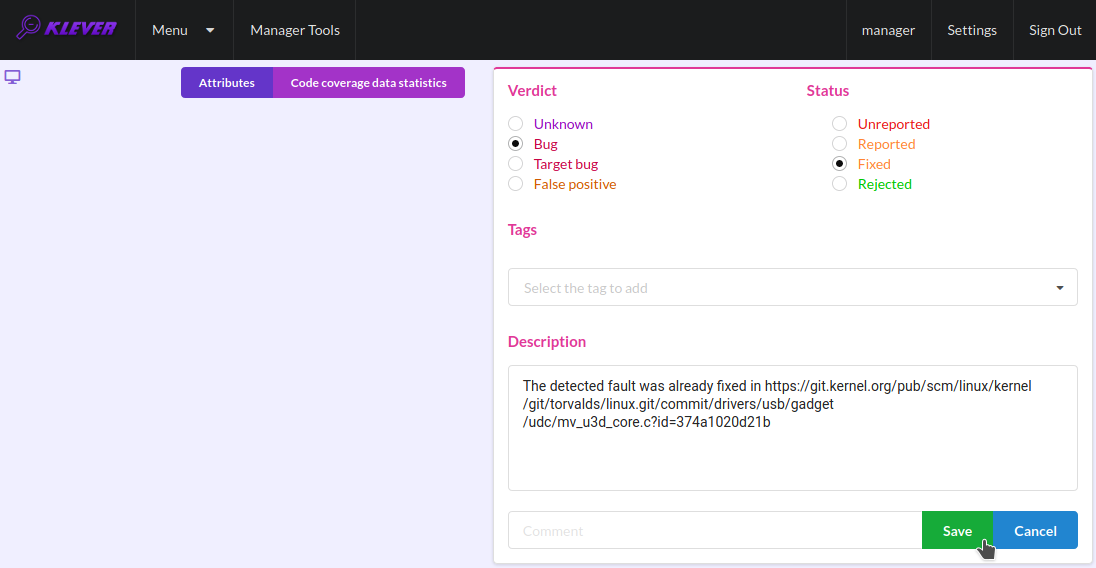 KLEVER
Menu
Manager Tools
manager
Settings
Sign Out
Attributes
Code coverage data statistics
Verdict
Unknown
Bug
Target bug
False positive
Status
Unreported
Reported
Fixed
Rejected
Tags
Select the tag to add
Description
The detected fault was already fixed in https://git.kernel.org/pub/scm/linux/kernel
/git/torvalds/linux.git/commit/drivers/usb/gadget
/udc/mv_u3d_core.c?id=374a1020d21b
Comment
Save
Cancel